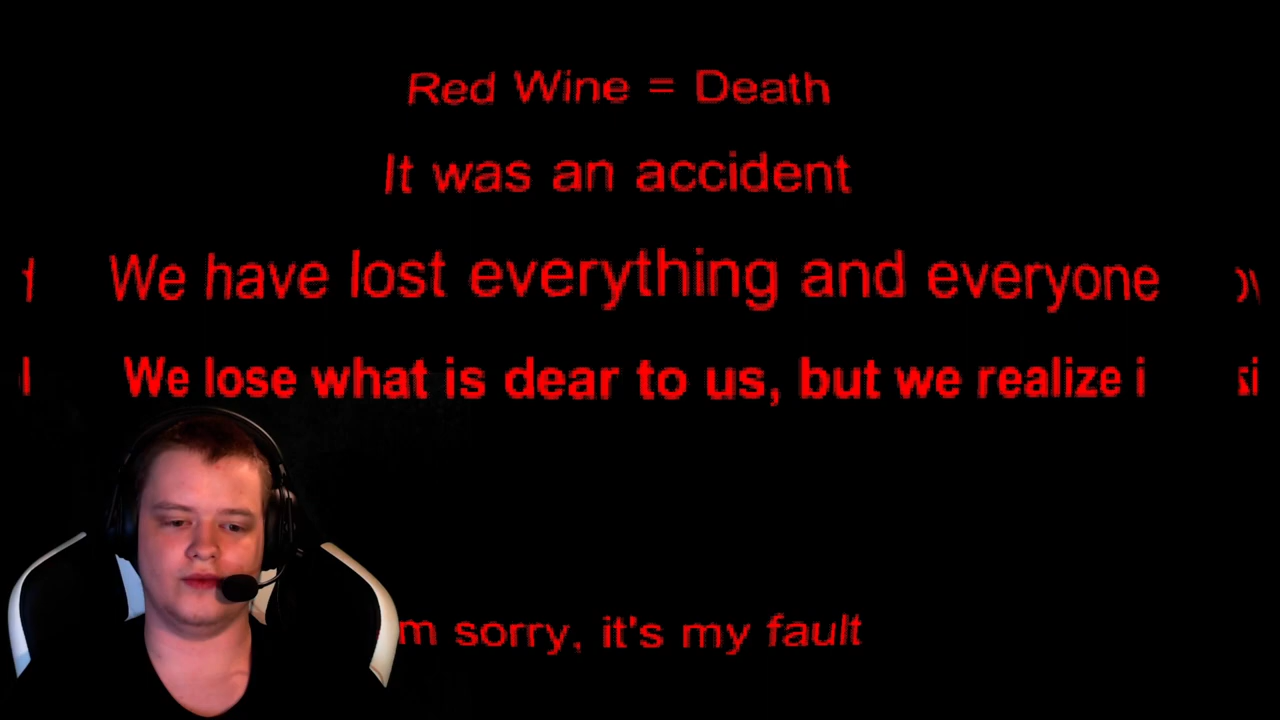 Red Wine = Death
It was an accident
We have lost everything and everyone
We lose what is dear to us, but we realize i
m sorry, it's my fault